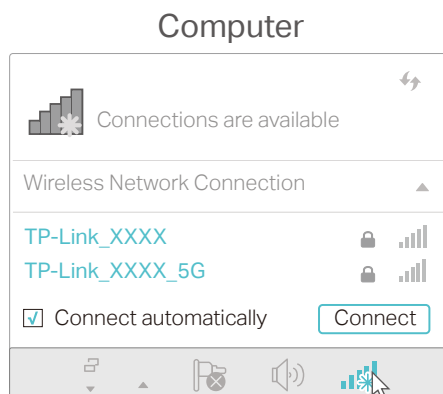 Computer
Connections are available
Wireless Network Connection
TP-Link_XXXX
TP-Link_XXXX_5G
Connect automatically
Connect